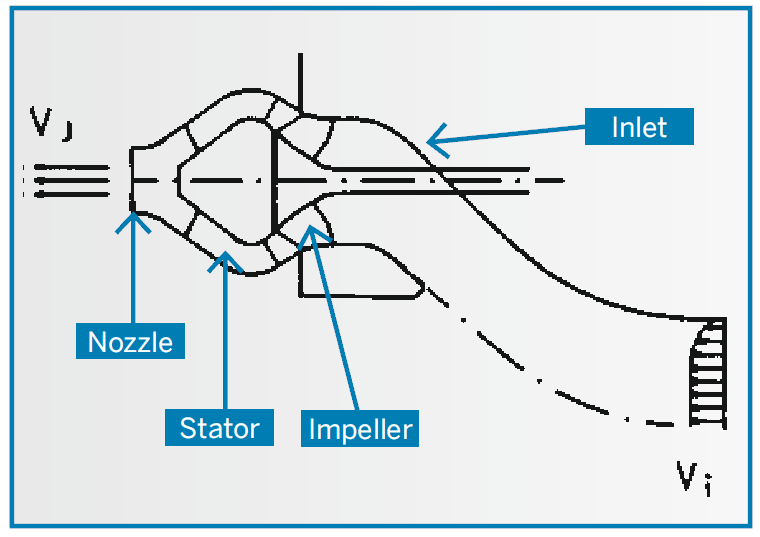 VJ
Inlet
Nozzle
Stator
Impeller
Vi